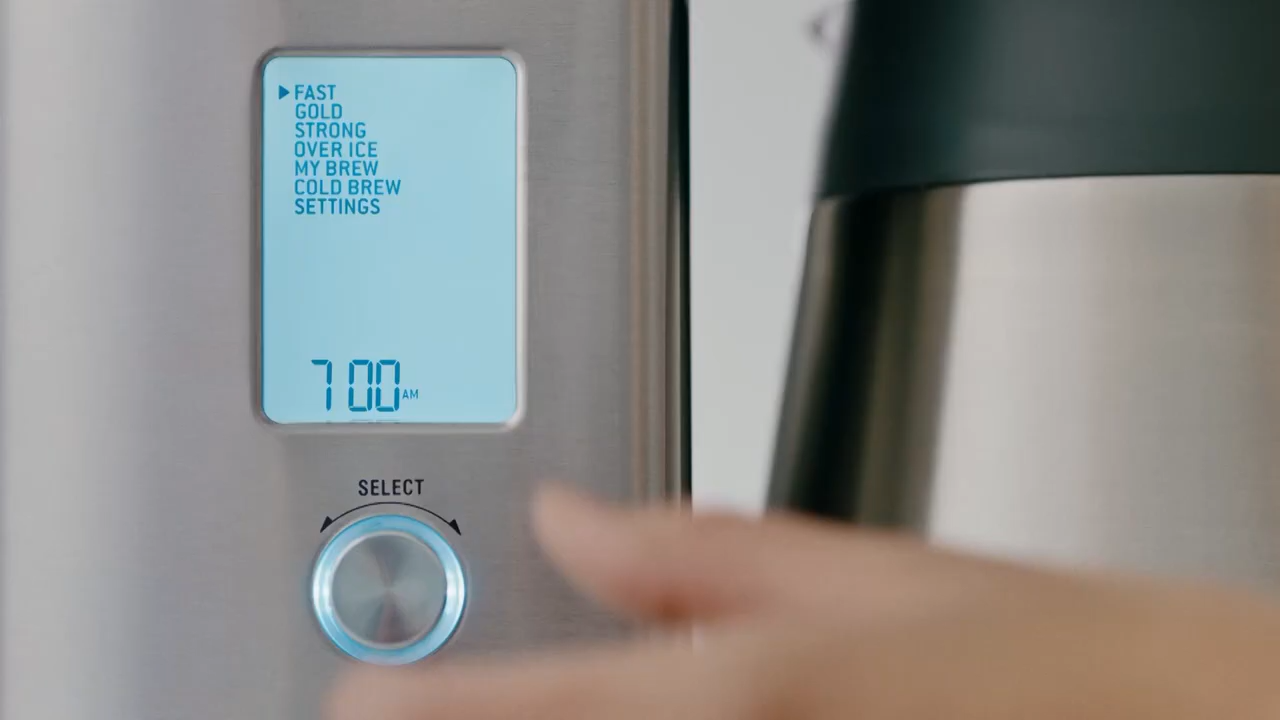 FAST
GOLD
STRONG
OVER ICE
MY BREW
COLD BREW
SETTINGS
7 00 AM
SELECT